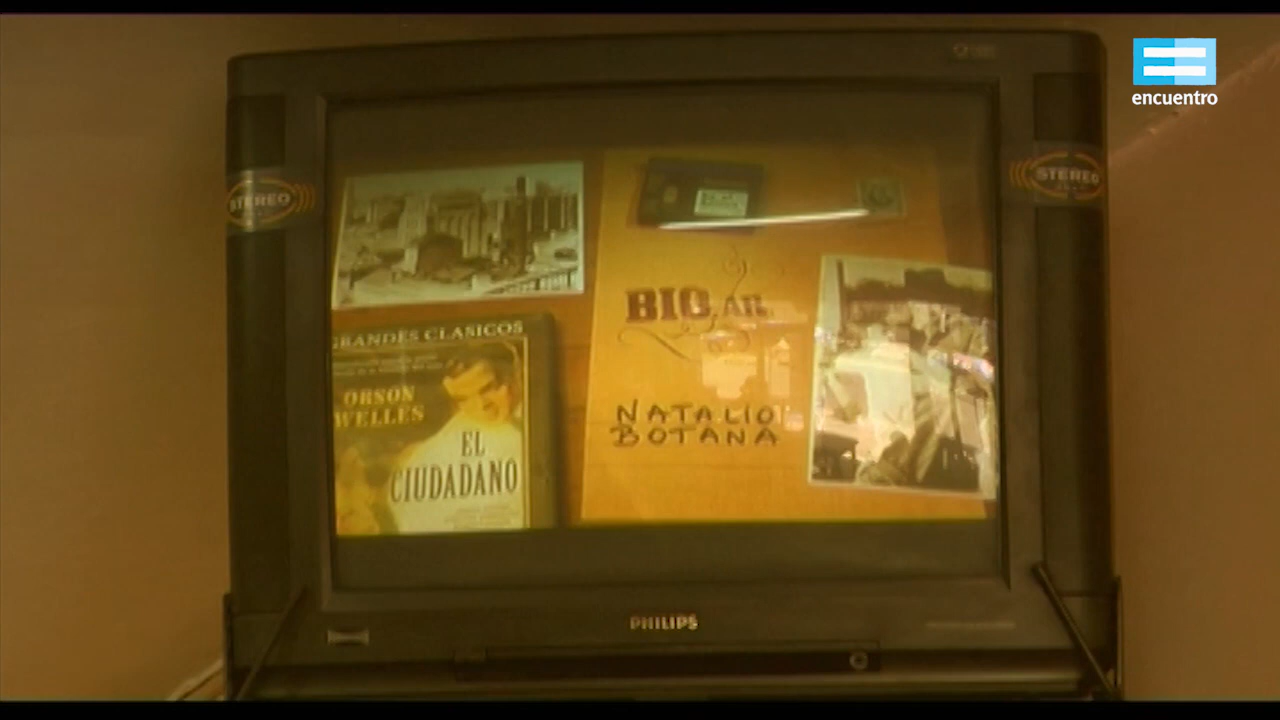 encuentro
STEREO
STEREO
BIO.AR.
GRANDES CLASICOS
ORSON
WELLES
EL
CIUDADANO
NATALIO
BOTANA
PHILIPS